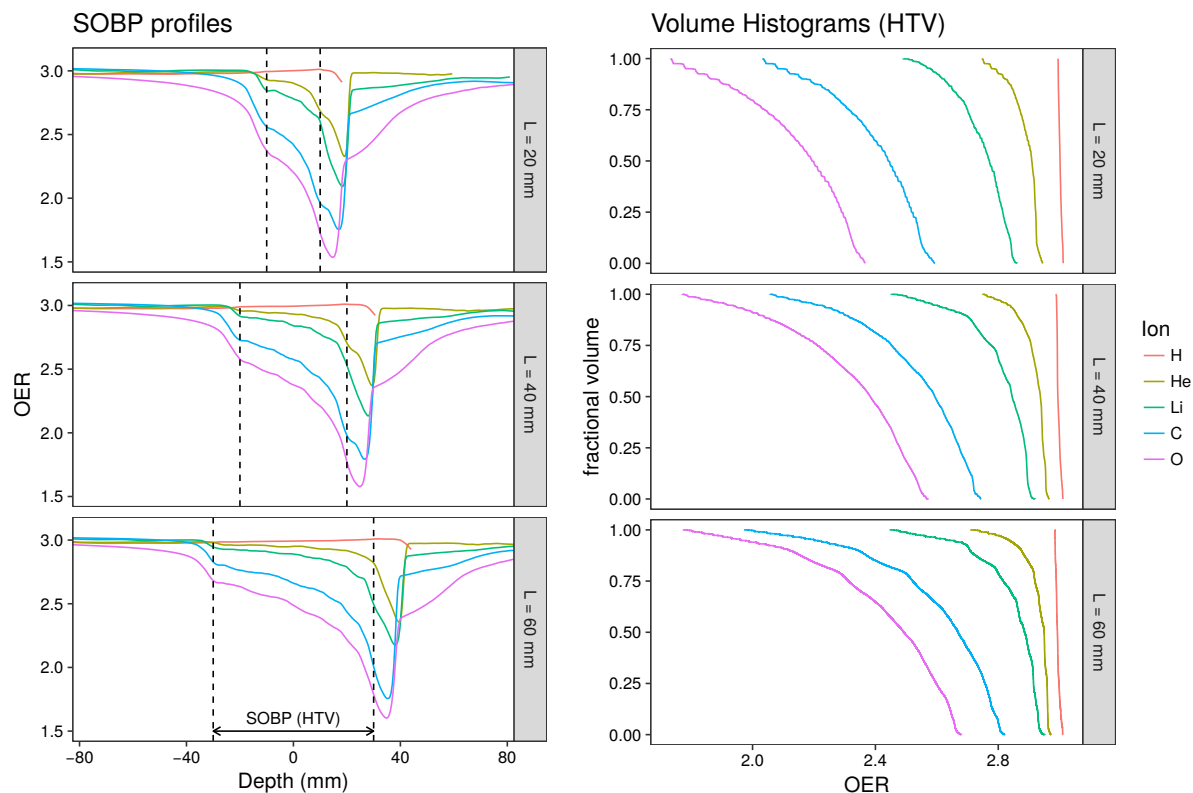 SOBP profiles
3.0
2.5
2.0
1.5
L = 20 mm
3.0
2.5
2.0
1.5
L = 40 mm
3.0
2.5
2.0
1.5
L = 60 mm
SOBP (HTV)
−80
−40
0
40
80
OER
Depth (mm)
Volume Histograms (HTV)
1.00
0.75
0.50
0.25
0.00
L = 20 mm
1.00
0.75
0.50
0.25
0.00
L = 40 mm
1.00
0.75
0.50
0.25
0.00
L = 60 mm
2.0
2.4
2.8
fractional volume
OER
Ion
H
He
Li
C
O